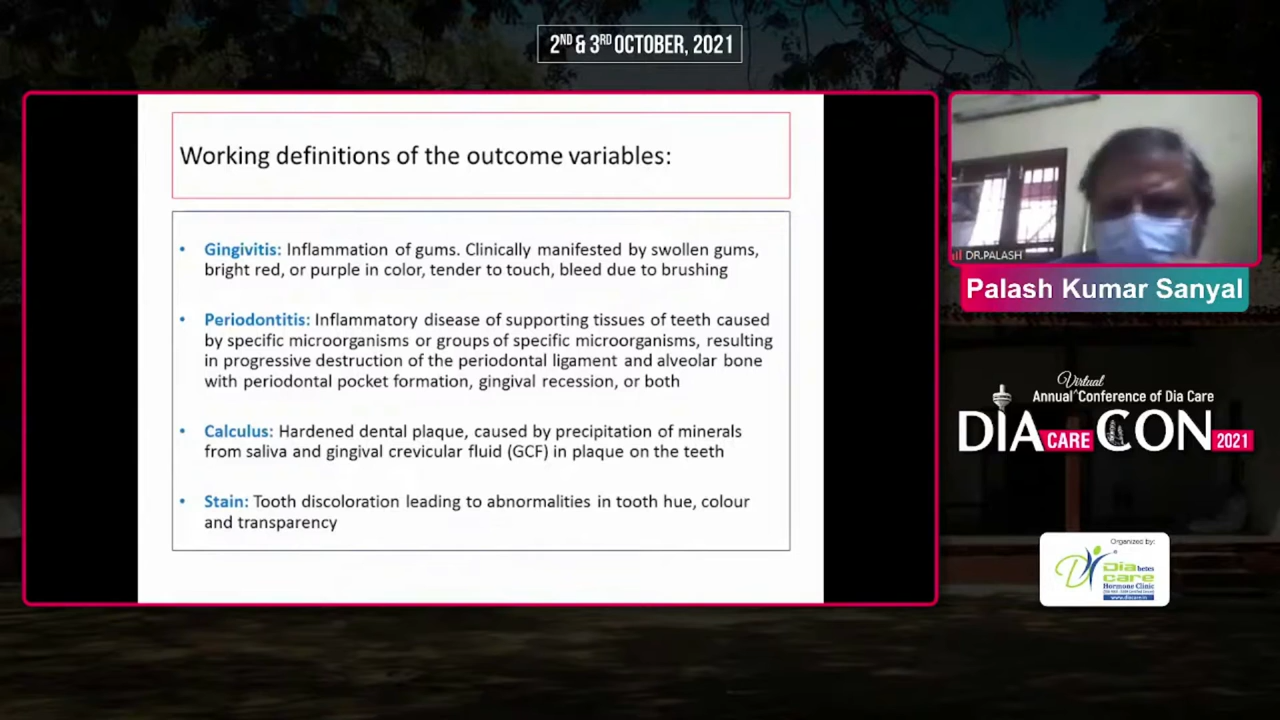 2ND & 3RD OCTOBER, 2021
Working definitions of the outcome variables:
• Gingivitis: Inflammation of gums. Clinically manifested by swollen gums,
bright red, or purple in color, tender to touch, bleed due to brushing
• Periodontitis: Inflammatory disease of supporting tissues of teeth caused
by specific microorganisms or groups of specific microorganisms, resulting
in progressive destruction of the periodontal ligament and alveolar bone
with periodontal pocket formation, gingival recession, or both
• Calculus: Hardened dental plaque, caused by precipitation of minerals
from saliva and gingival crevicular fluid (GCF) in plaque on the teeth
• Stain: Tooth discoloration leading to abnormalities in tooth hue, colour
and transparency
DR.PALASH
Palash Kumar Sanyal
Virtual
Annual ^ Conference of Dia Care
DIA CARE CON 2021
Organized by:
Diabetes
care
Hormone Clinic
www.diacare.in